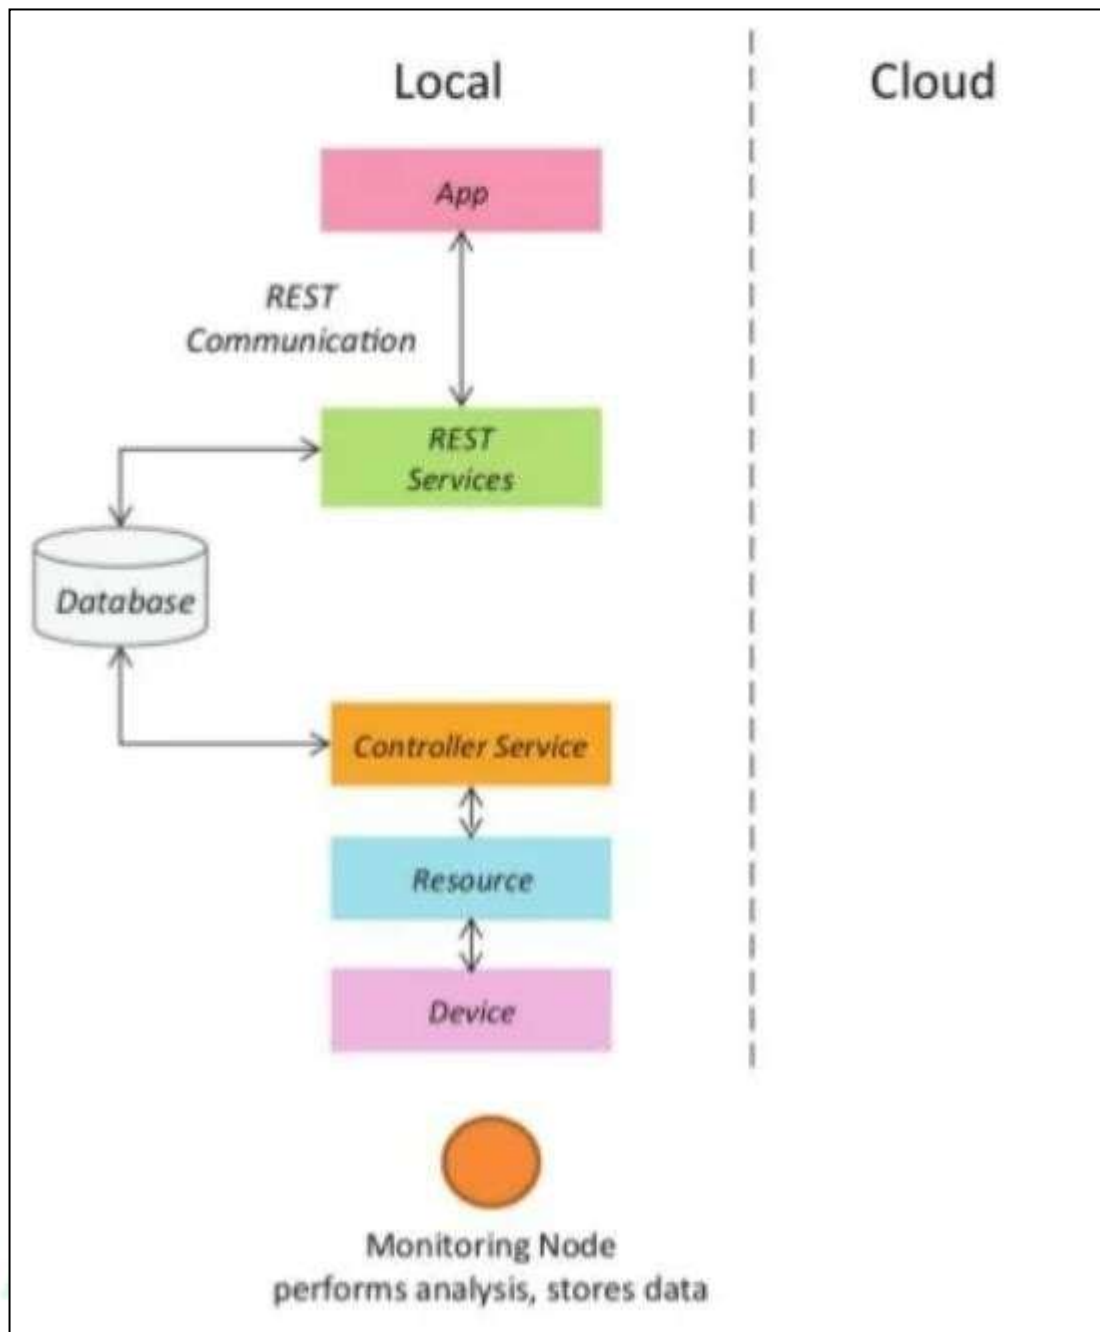 Local
Cloud
App
REST
Communication
REST
Services
Database
Controller Service
Resource
Device
Monitoring Node
performs analysis, stores data